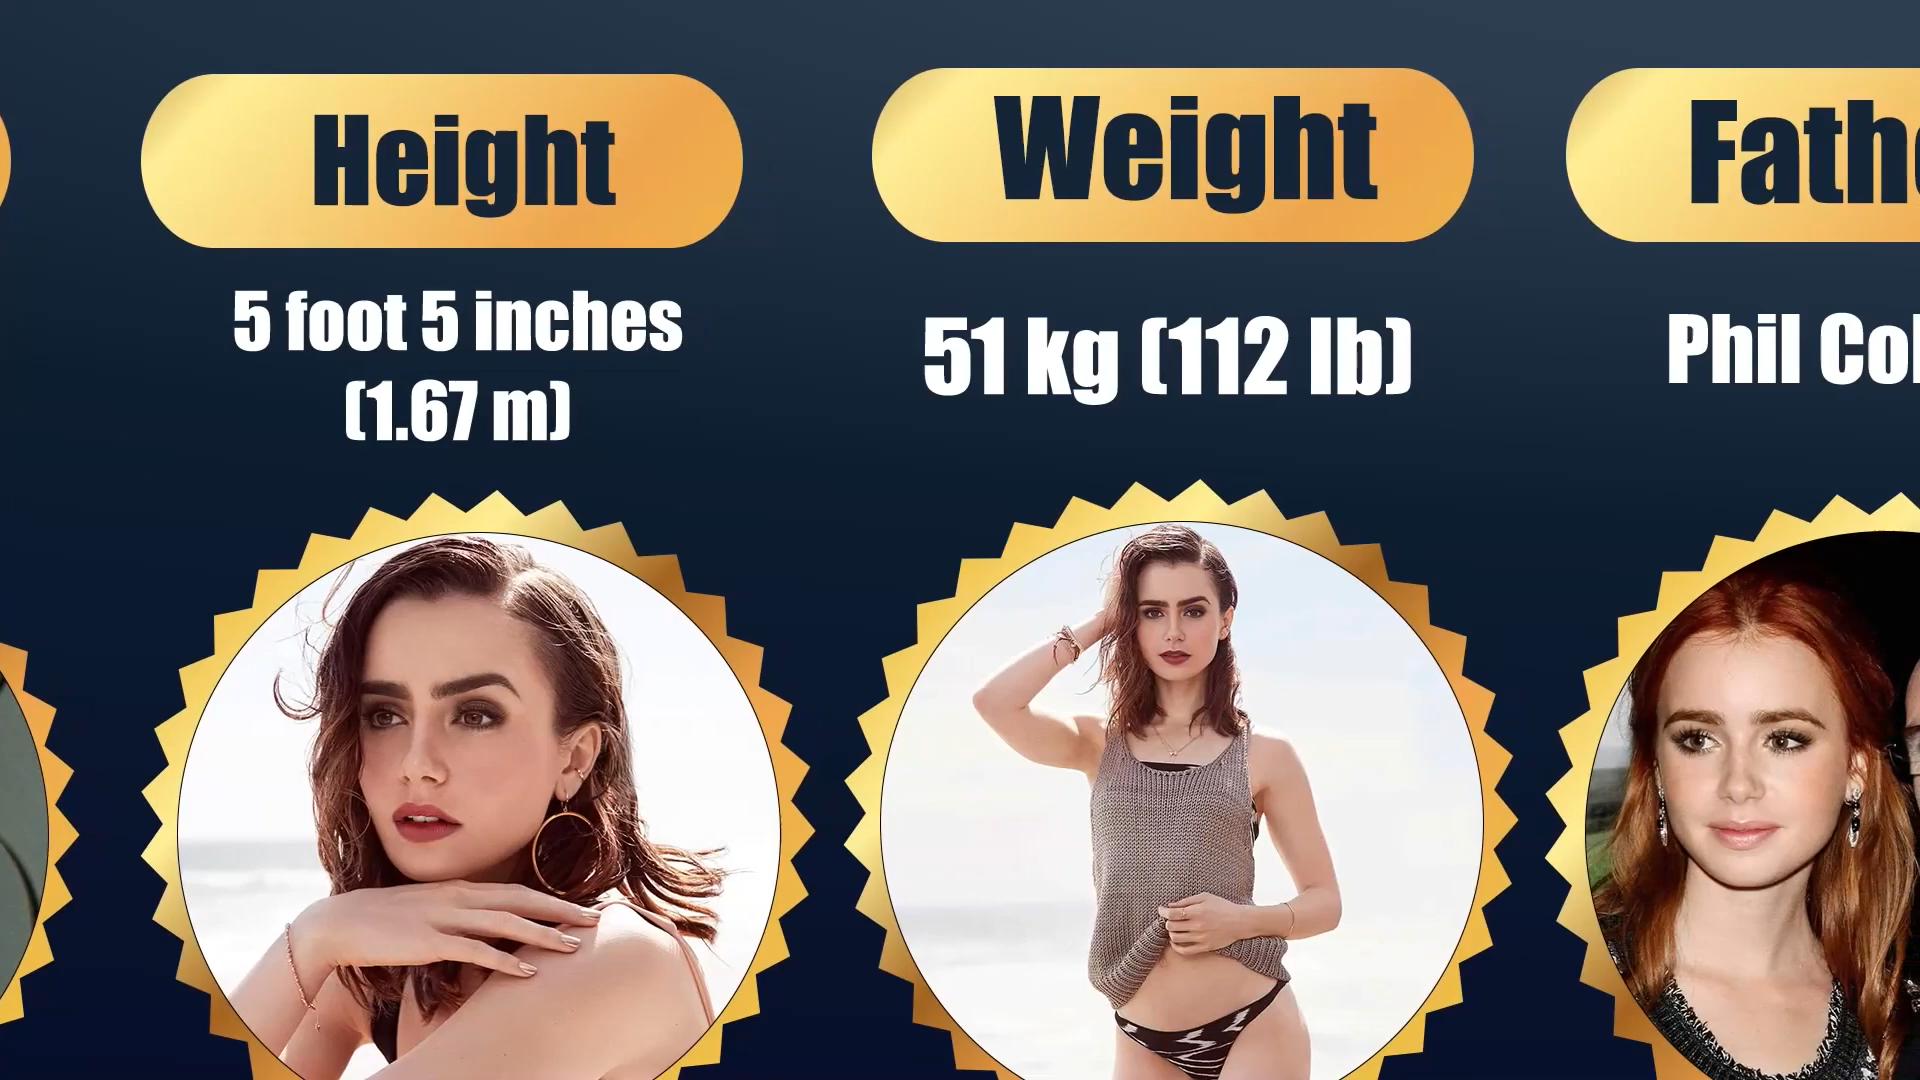 Height
5 foot 5 inches
(1.67 m)
Weight
51 kg (112 lb)